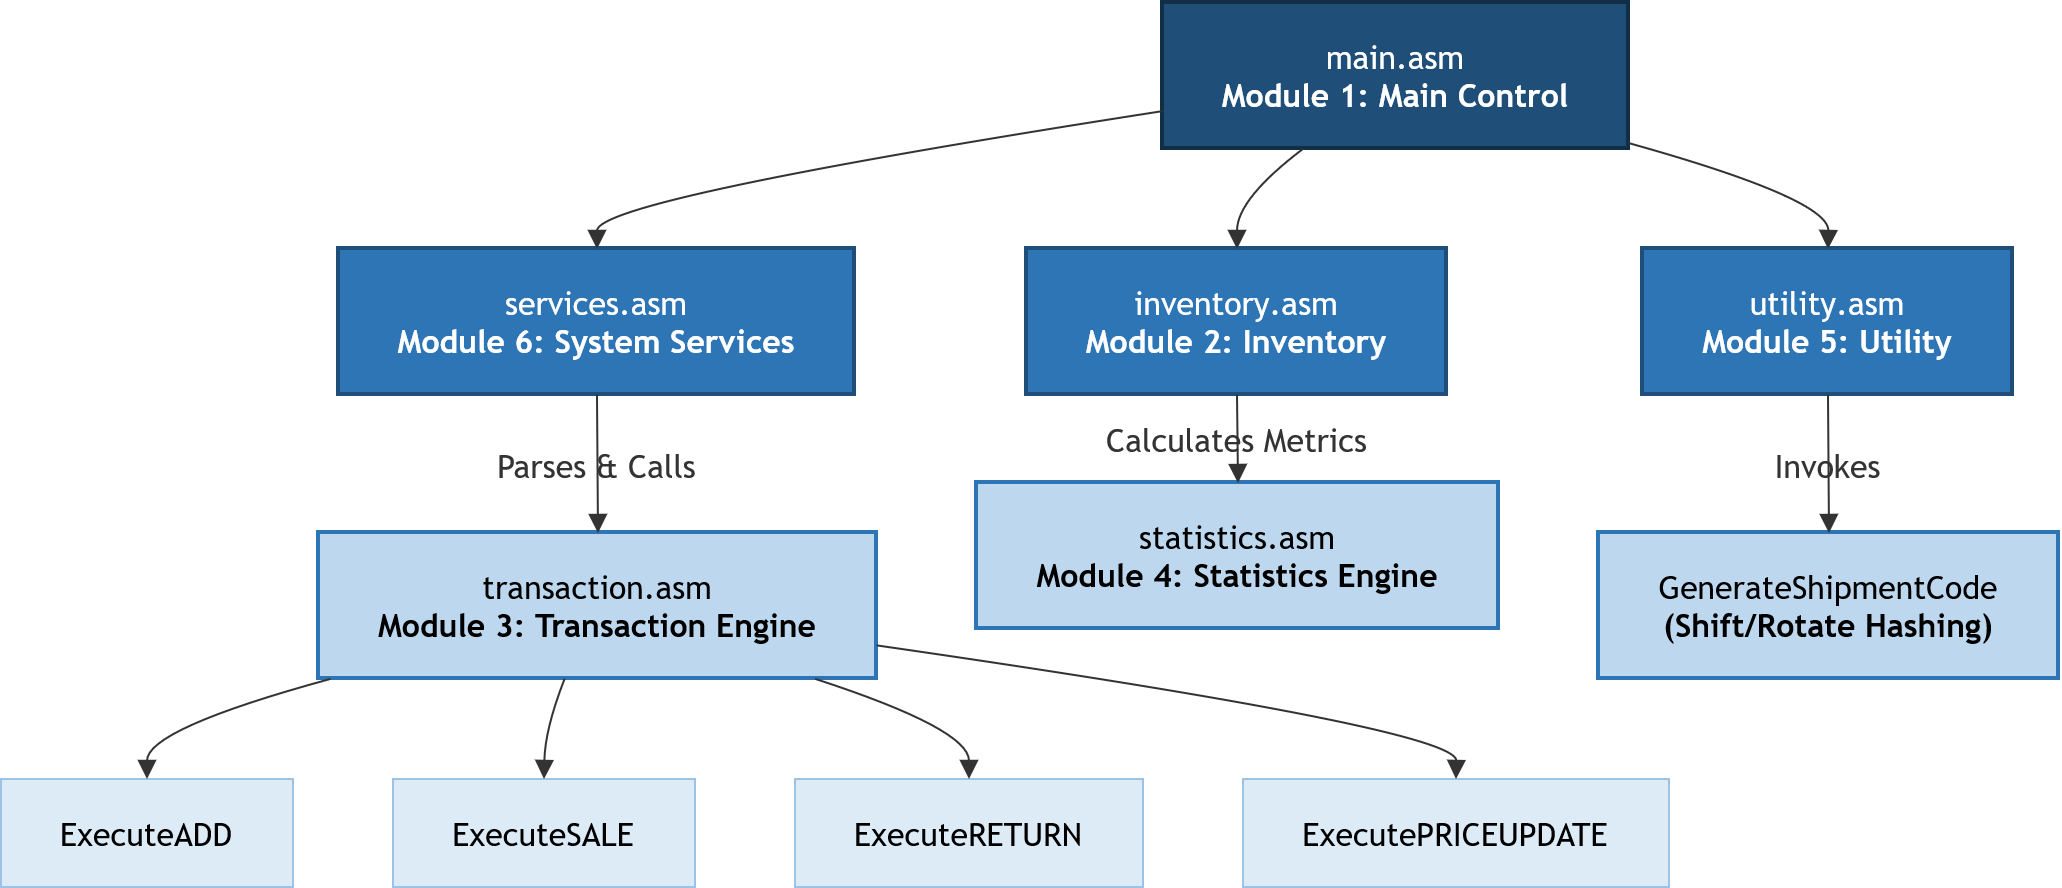 main.asm
Module 1: Main Control
services.asm
Module 6: System Services
inventory.asm
Module 2: Inventory
utility.asm
Module 5: Utility
Parses & Calls
Calculates Metrics
Invokes
transaction.asm
Module 3: Transaction Engine
statistics.asm
Module 4: Statistics Engine
GenerateShipmentCode
(Shift/Rotate Hashing)
ExecuteADD
ExecuteSALE
ExecuteRETURN
ExecutePRICEUPDATE